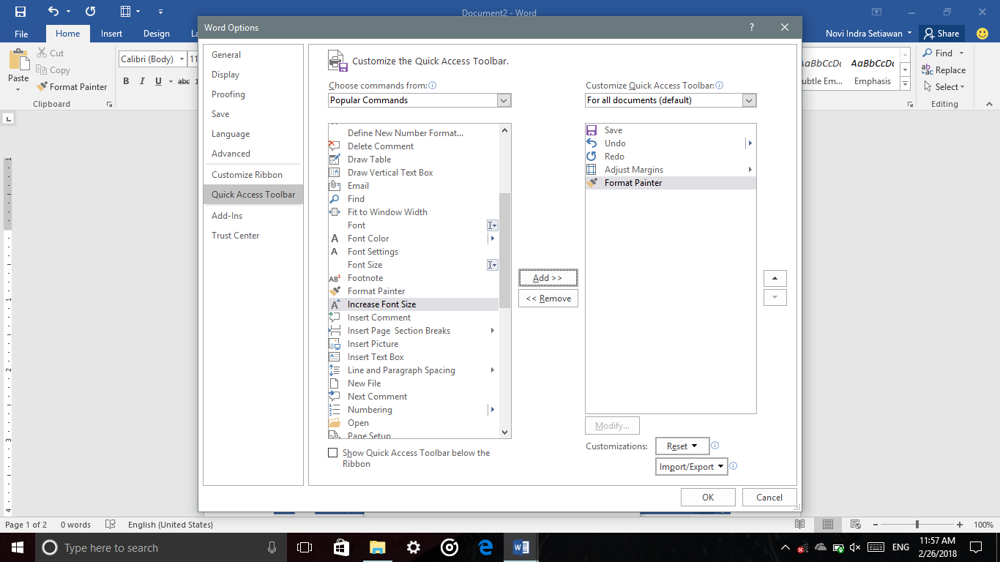 Document2 - Word
File
Home
Insert
Design
Novi Indra Setiawan
Share
Cut
Copy
Format Painter
Paste
Clipboard
Calibri (Body)
11
B I U abc
AaBbCcDc
AaBbCcDc
Emphasis
Find
Replace
Select
Editing
Word Options
?
General
Display
Proofing
Save
Language
Advanced
Customize Ribbon
Quick Access Toolbar
Add-Ins
Trust Center
Customize the Quick Access Toolbar.
Choose commands from:
Popular Commands
Define New Number Format...
Delete Comment
Draw Table
Draw Vertical Text Box
Email
Find
Fit to Window Width
Font
Font Color
Font Settings
Font Size
Footnote
Format Painter
Increase Font Size
Insert Comment
Insert Page  Section Breaks
Insert Picture
Insert Text Box
Line and Paragraph Spacing
New File
Next Comment
Numbering
Open
Page Setup
Show Quick Access Toolbar below the
Ribbon
Add >>
<< Remove
Customize Quick Access Toolbar:
For all documents (default)
Save
Undo
Redo
Adjust Margins
Format Painter
Modify...
Customizations:
Reset
Import/Export
OK
Cancel
1
1
2
3
4
Page 1 of 2
0 words
English (United States)
100%
Type here to search
ENG
11:57 AM
2/26/2018